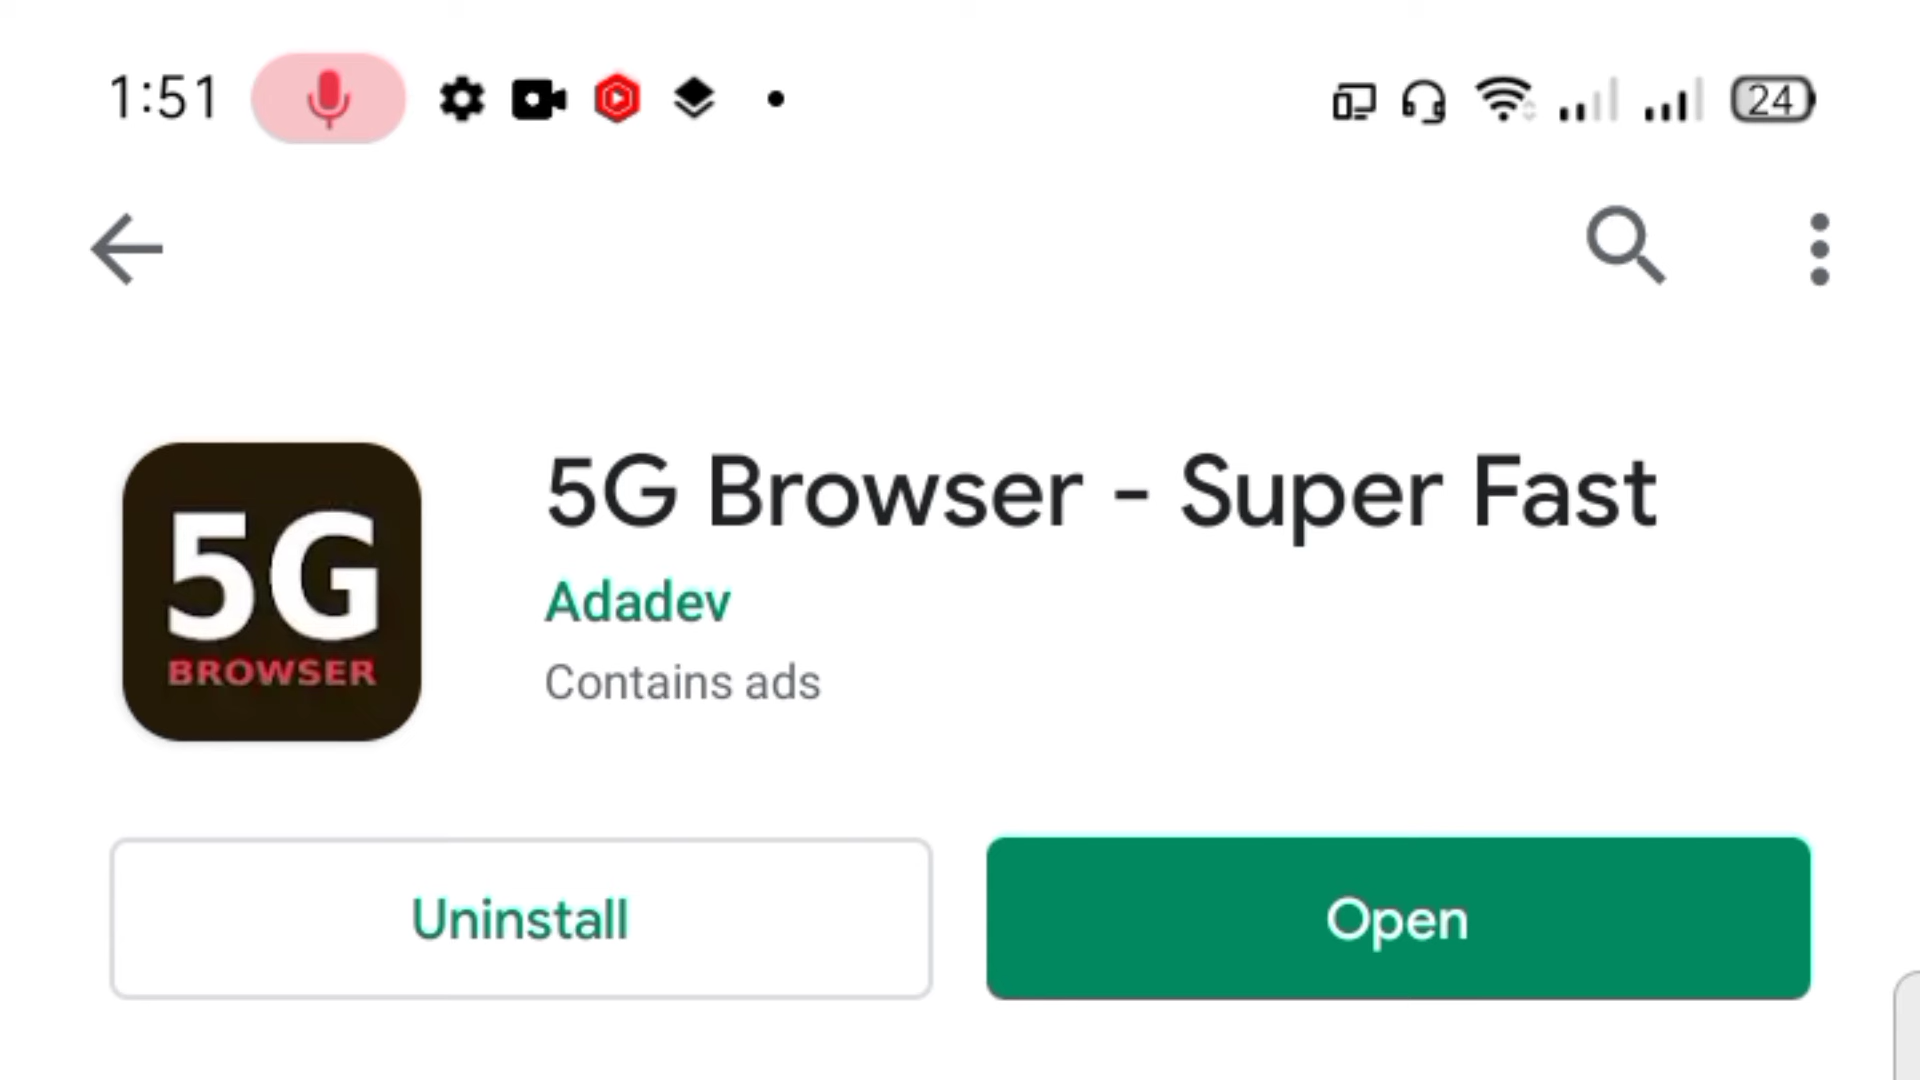 1:51 24
5G
BROWSER
5G Browser - Super Fast
Adadev
Contains ads
Uninstall
Open